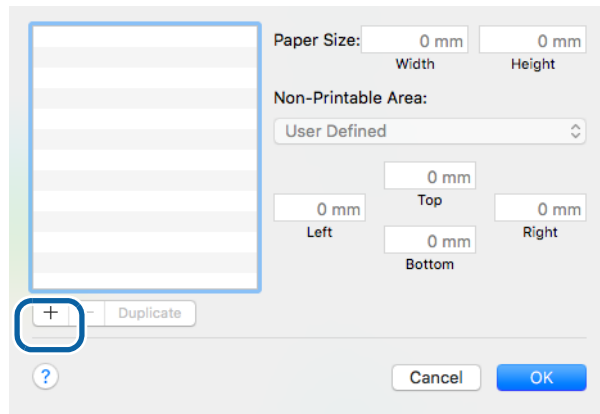 Paper Size: 0 mm 0 mm
Width Height
Non-Printable Area:
User Defined
0 mm
Top
0 mm 0 mm
Left Right
0 mm
Bottom
+ − Duplicate
? Cancel OK